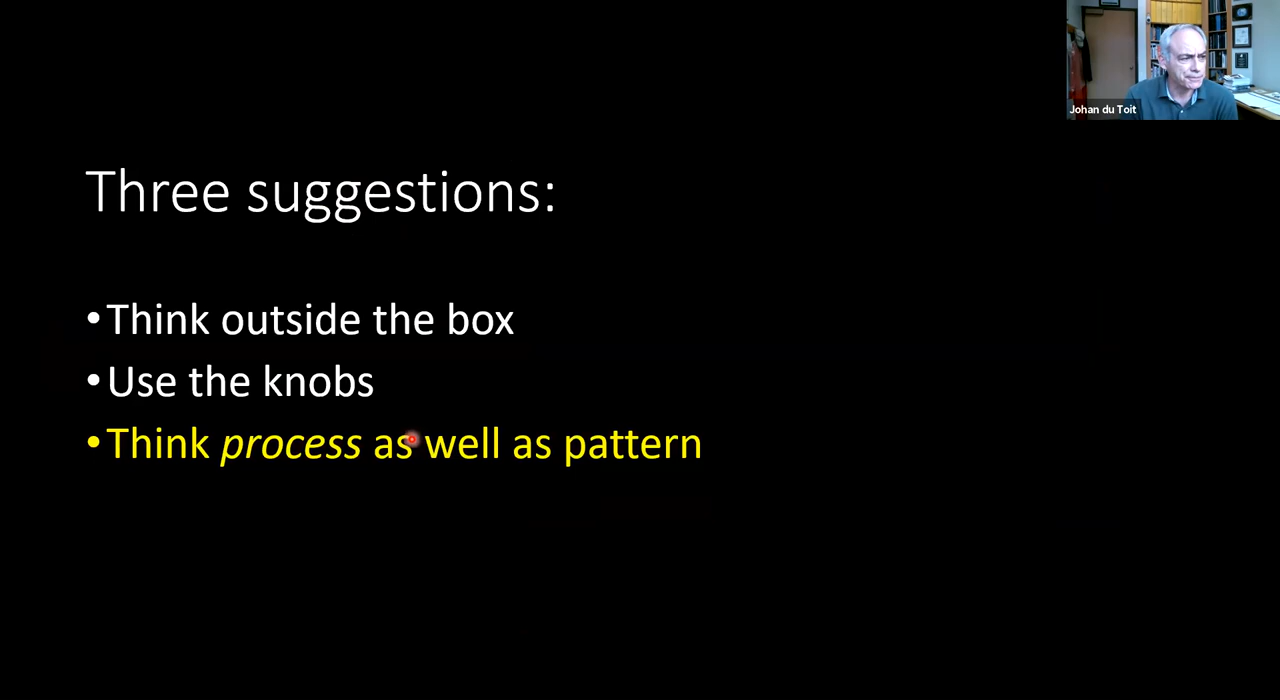 Johan du Toit
Three suggestions:
•Think outside the box
•Use the knobs
•Think process as well as pattern